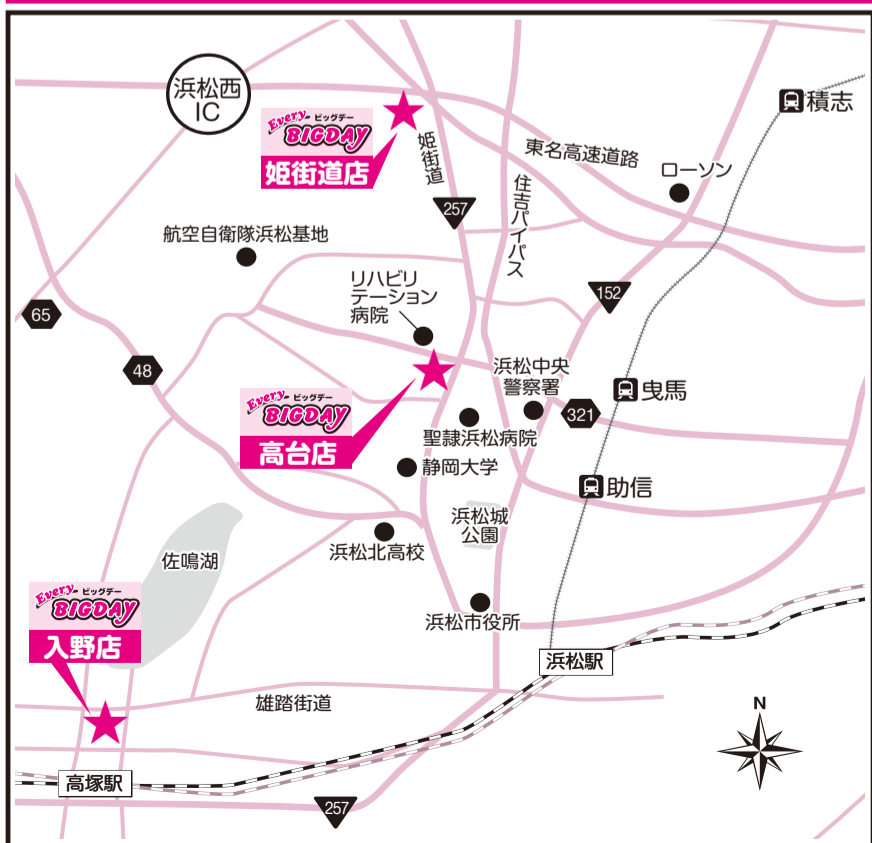 浜松西
IC
積志
Every ビッグデー
BIGDAY
姫街道店
姫街道
東名高速道路
ローソン
住吉バイパス
257
航空自衛隊浜松基地
リハビリ
テーション
病院
152
65
48
浜松中央
警察署
曳馬
Every ビッグデー
BIGDAY
高台店
321
聖隷浜松病院
静岡大学
助信
浜松城
公園
浜松北高校
佐鳴湖
Every ビッグデー
BIGDAY
入野店
浜松市役所
浜松駅
雄踏街道
N
高塚駅
257